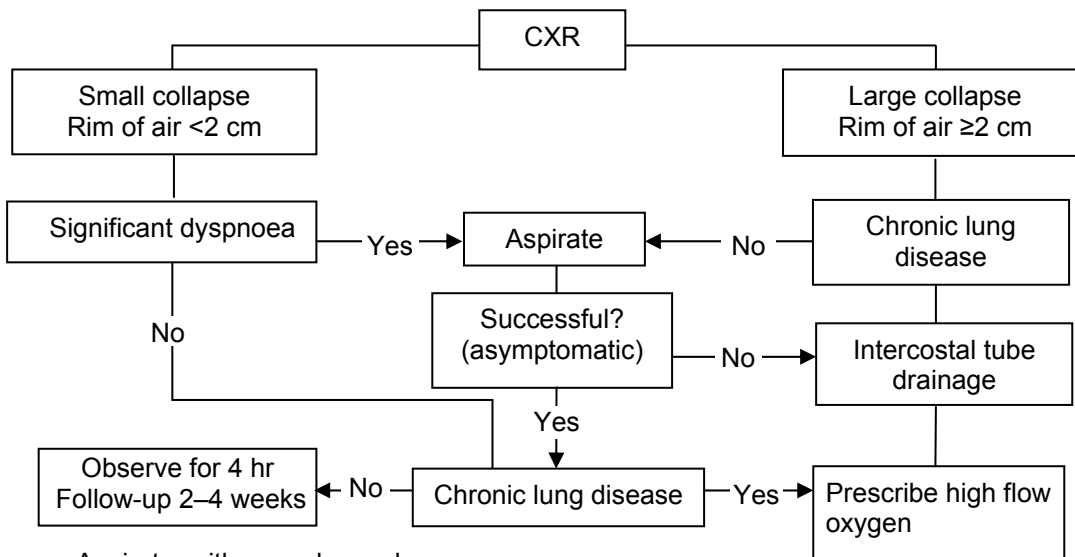 CXR
Small collapse
Rim of air <2 cm
Large collapse
Rim of air ≥2 cm
Significant dyspnoea
Yes
Aspirate
No
Chronic lung
disease
No
Successful?
(asymptomatic)
No
Intercostal tube
drainage
Yes
Observe for 4 hr
Follow-up 2–4 weeks
No
Chronic lung disease
Yes
Prescribe high flow
oxygen